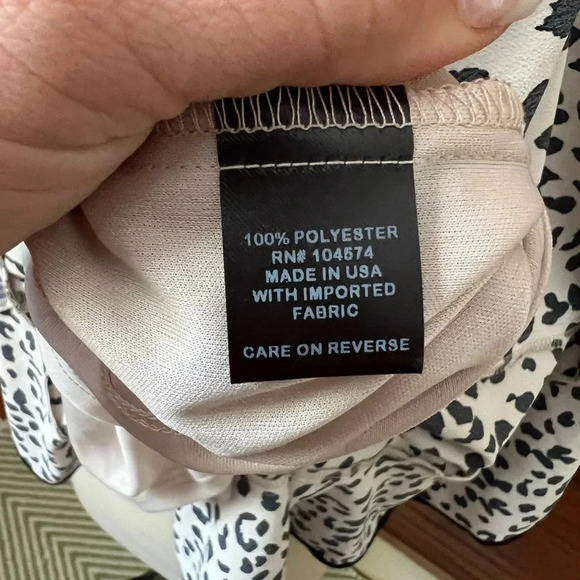 100% POLYESTER
RN# 104574
MADE IN USA
WITH IMPORTED
FABRIC
CARE ON REVERSE